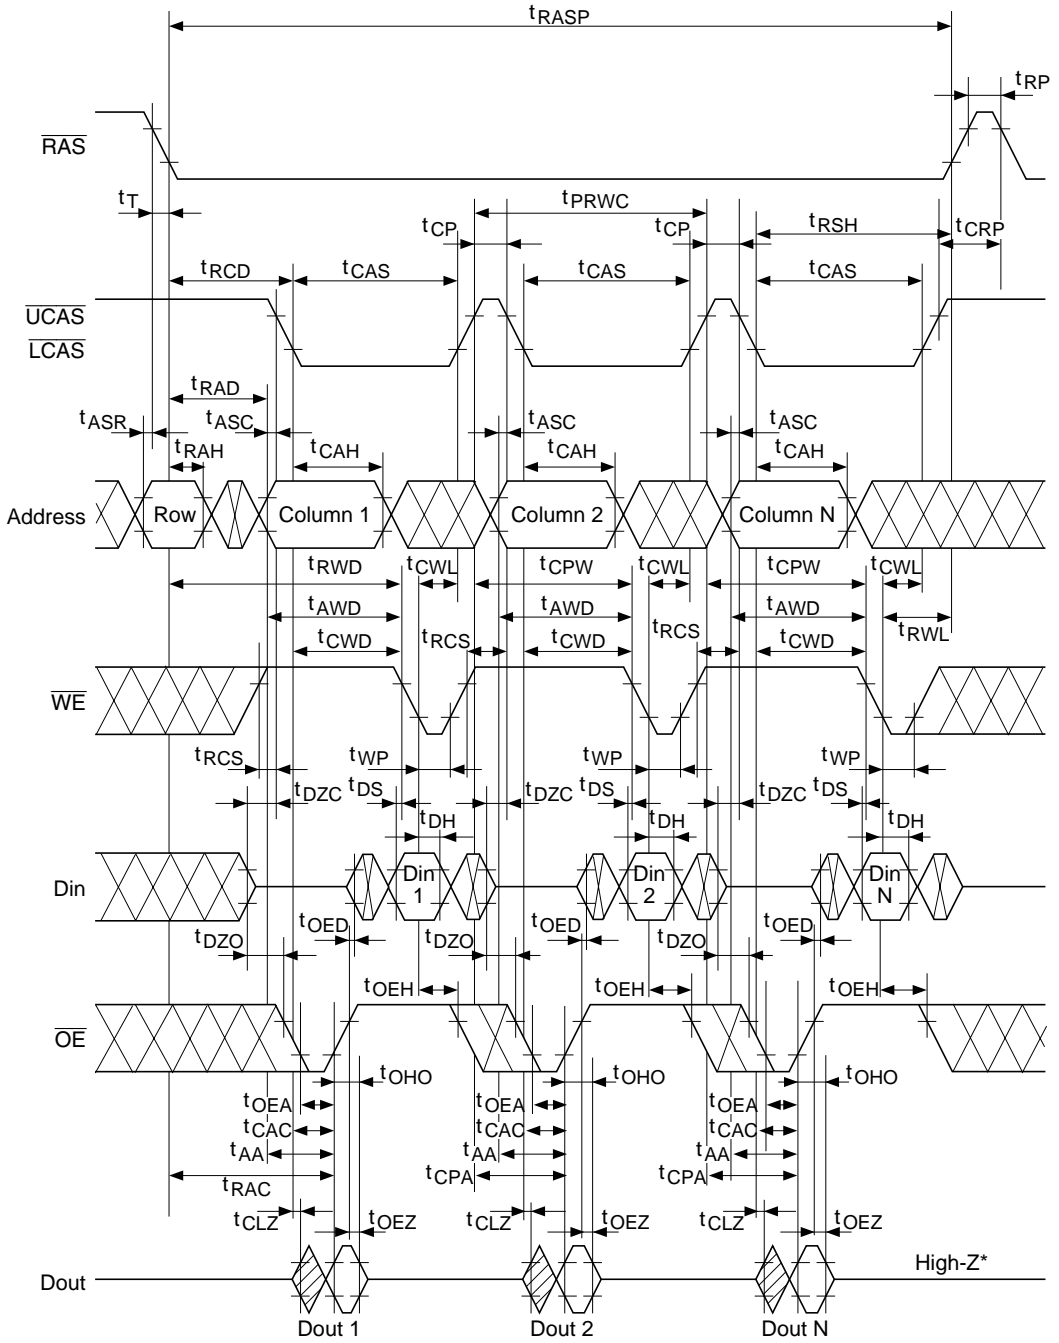 tRASP
tRP
RAS
tT
tPRWC
tCP
tCP
tRSH
tCRP
tRCD
tCAS
tCAS
tCAS
UCAS
LCAS
tRAD
tASR
tASC
tASC
tASC
tRAH
tCAH
tCAH
tCAH
Address
Row
Column 1
Column 2
Column N
tRWD
tCWL
tCPW
tCWL
tCPW
tCWL
tAWD
tAWD
tAWD
tCWD
tRCS
tCWD
tRCS
tCWD
tRWL
WE
tRCS
tWP
tWP
tWP
tDZC
tDS
tDZC
tDS
tDZC
tDS
tDH
tDH
tDH
Din
Din 1
Din 2
Din N
tDZO
tOED
tDZO
tOED
tDZO
tOED
tOEH
tOEH
tOEH
OE
tOHO
tOHO
tOHO
tOEA
tOEA
tOEA
tCAC
tCAC
tCAC
tAA
tAA
tAA
tRAC
tCPA
tCPA
tCLZ
tOEZ
tCLZ
tOEZ
tCLZ
tOEZ
Dout
High-Z*
Dout 1
Dout 2
Dout N